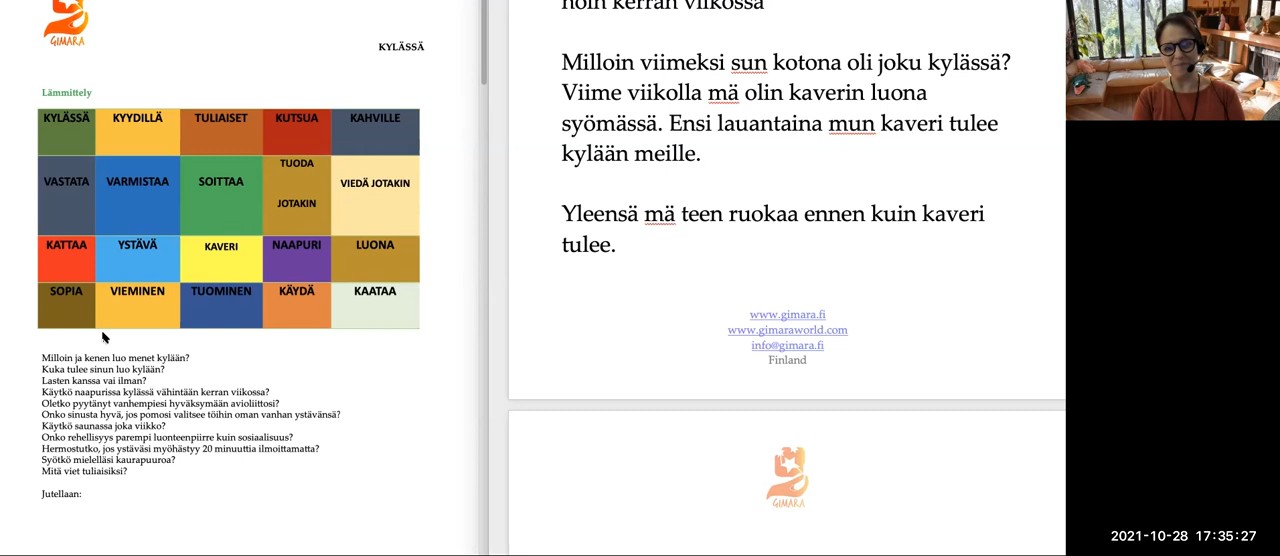 GIMARA
KYLÄSSÄ
Lämmittely
KYLÄSSÄ KYYDILLÄ TULIAISET KUTSUA KAHVILLE
VASTATA VARMISTAA SOITTAA TUODA JOTAKIN VIEDÄ JOTAKIN
KATTAA YSTÄVÄ KAVERI NAAPURI LUONA
SOPIA VIEMINEN TUOMINEN KÄYDÄ KAATAA
Milloin ja kenen luo menet kylään?
Kuka tulee sinun luo kylään?
Lasten kanssa vai ilman?
Käytkö naapurissa kylässä vähintään kerran viikossa?
Oletko pyytänyt vanhempiesi hyväksymään avioliittosi?
Onko sinusta hyvä, jos pomosi valitsee töihin oman vanhan ystävänsä?
Käytkö saunassa joka viikko?
Onko rehellisyys parempi luonteenpiirre kuin sosiaalisuus?
Hermostutko, jos ystäväsi myöhästyy 20 minuuttia ilmoittamatta?
Syötkö mielelläsi kaurapuuroa?
Mitä viet tuliaisiksi?
Jutellaan:
noin kerran viikossa
Milloin viimeksi sun kotona oli joku kylässä?
Viime viikolla mä olin kaverin luona
syömässä. Ensi lauantaina mun kaveri tulee
kylään meille.
Yleensä mä teen ruokaa ennen kuin kaveri
tulee.
www.gimara.fi
www.gimaraworld.com
info@gimara.fi
Finland
GIMARA
2021-10-28 17:35:27